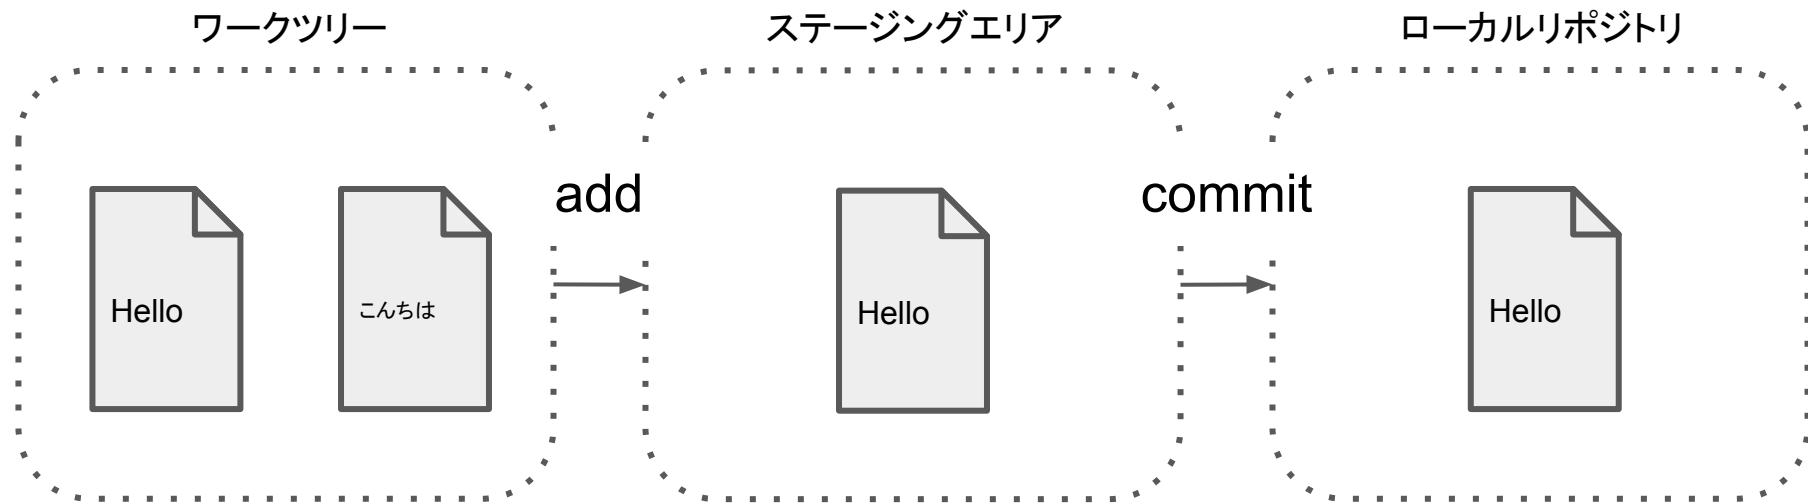 ワークツリー
ステージングエリア
ローカルリポジトリ
add
commit
Hello
こんちは
Hello
Hello